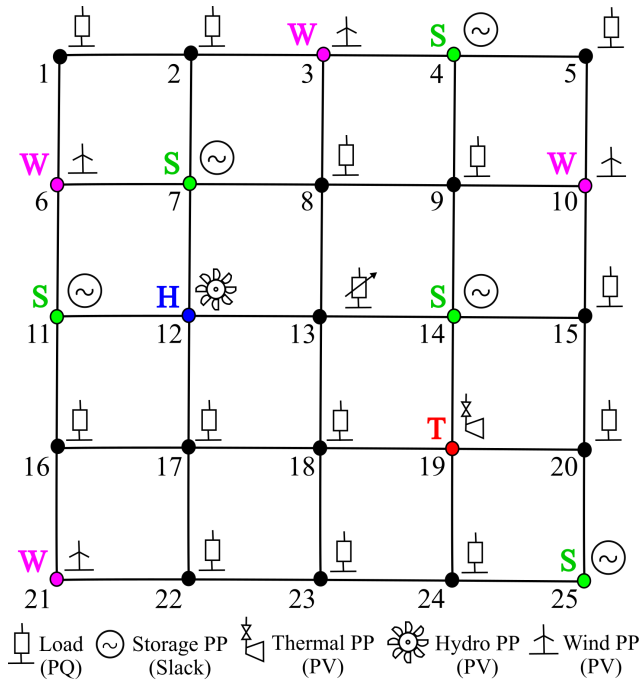 W S
1 2 3 4 5
W S W
6 7 8 9 10
S H S
11 12 13 14 15
T
16 17 18 19 20
W S
21 22 23 24 25
Load Storage PP Thermal PP Hydro PP Wind PP
(PQ) (Slack) (PV) (PV) (PV)